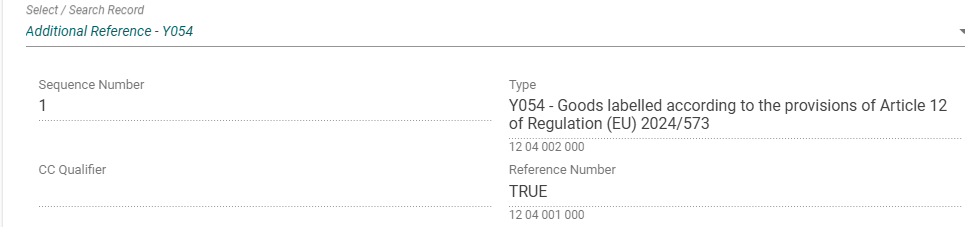 Select / Search Record
Additional Reference - Y054
Sequence Number
1
Type
Y054 - Goods labelled according to the provisions of Article 12
of Regulation (EU) 2024/573
12 04 002 000
CC Qualifier
Reference Number
TRUE
12 04 001 000